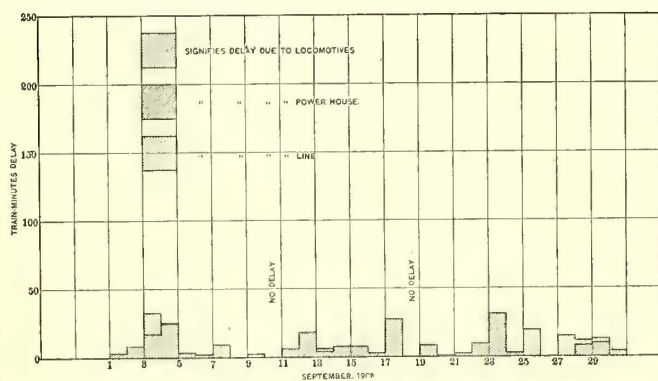 250
200
150
100
50
0
TRAIN-MINUTES DELAY
SIGNIFIES DELAY DUE TO LOCOMOTIVES
" " " " POWER HOUSE
" " " " LINE
NO DELAY
NO DELAY
1 3 5 7 9 11 13 15 17 19 21 23 25 27 29
SEPTEMBER,